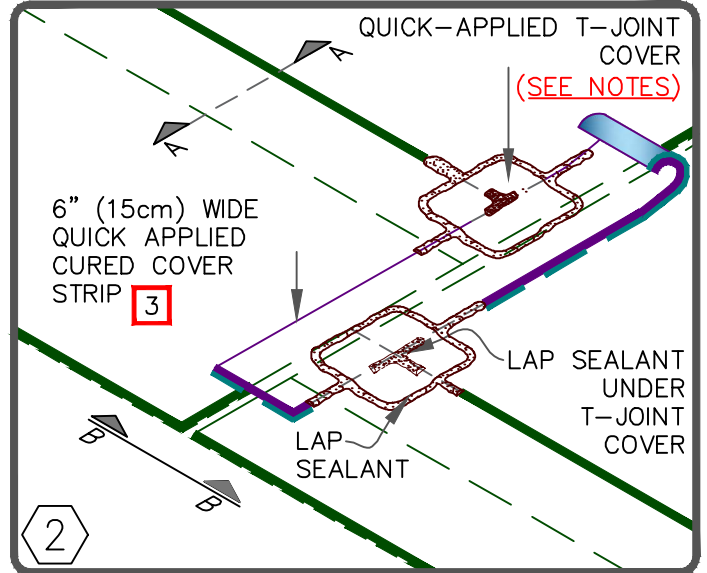 QUICK-APPLIED T-JOINT
COVER
(SEE NOTES)
A
A
6" (15cm) WIDE
QUICK APPLIED
CURED COVER
STRIP 3
LAP SEALANT
UNDER
T-JOINT
COVER
LAP
SEALANT
B
B
2